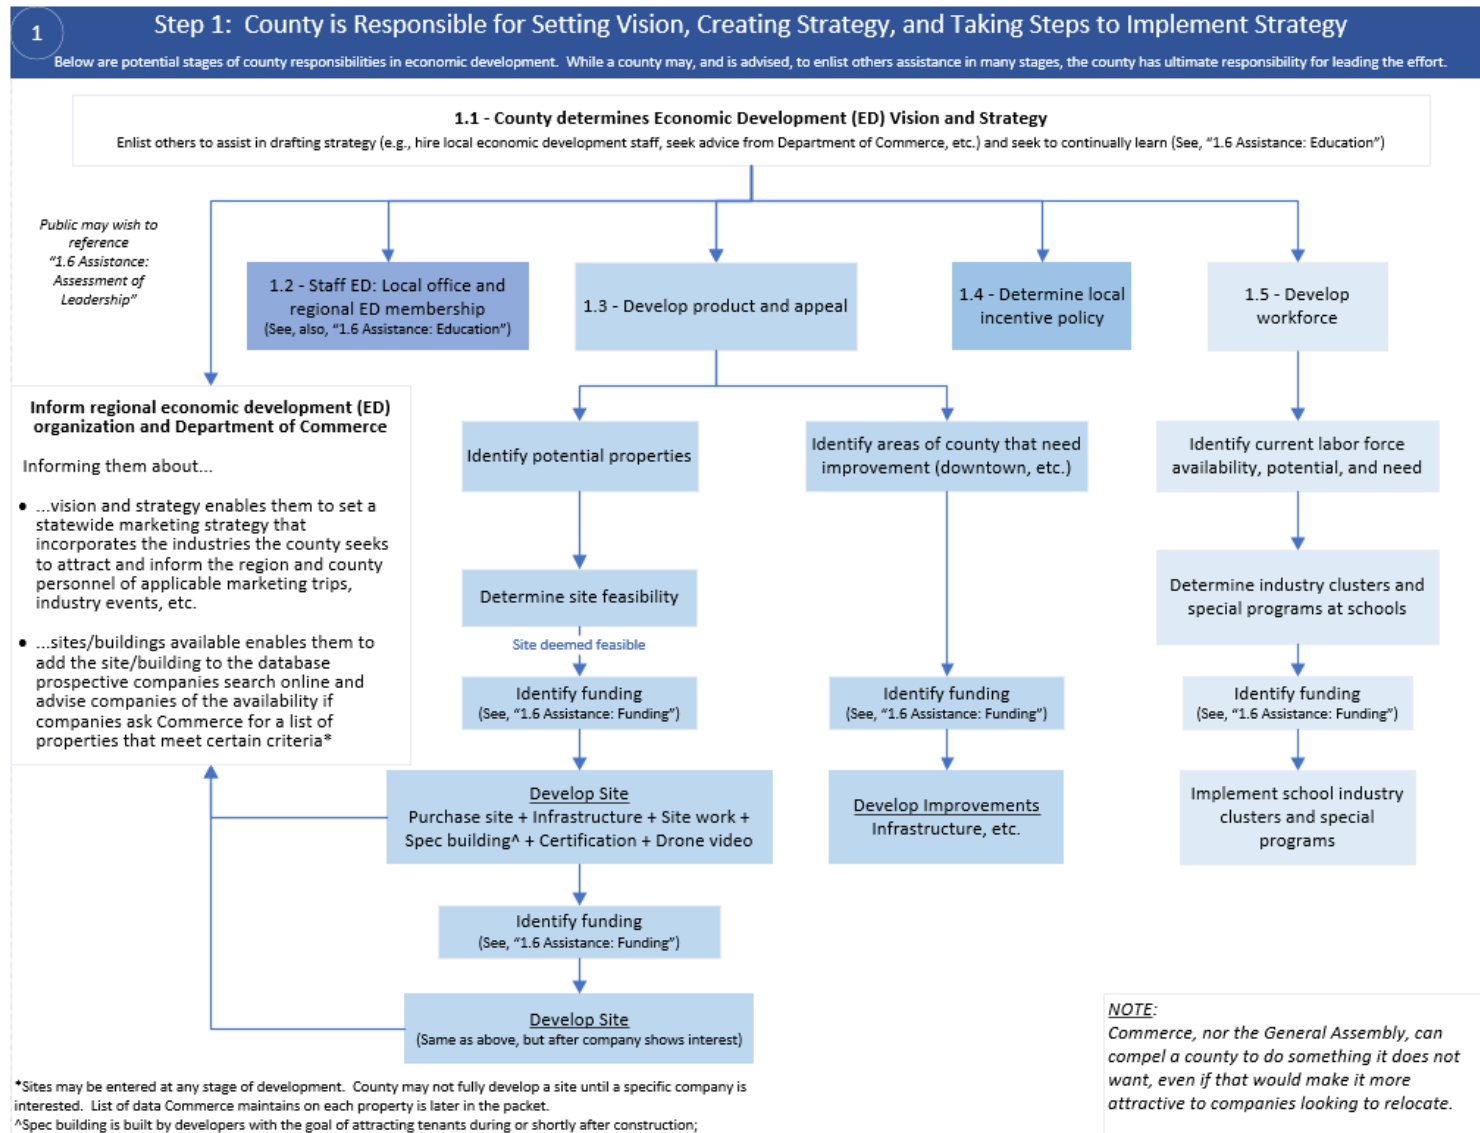 1
Step 1: County is Responsible for Setting Vision, Creating Strategy, and Taking Steps to Implement Strategy
Below are potential stages of county responsibilities in economic development. While a county may, and is advised, to enlist others assistance in many stages, the county has ultimate responsibility for leading the effort.
1.1 - County determines Economic Development (ED) Vision and Strategy
Enlist others to assist in drafting strategy (e.g., hire local economic development staff, seek advice from Department of Commerce, etc.) and seek to continually learn (See, “1.6 Assistance: Education”)
Public may wish to
reference
“1.6 Assistance:
Assessment of
Leadership”
1.2 - Staff ED: Local office and
regional ED membership
(See, also, “1.6 Assistance: Education”)
1.3 - Develop product and appeal
1.4 - Determine local
incentive policy
1.5 - Develop
workforce
Inform regional economic development (ED)
organization and Department of Commerce
Informing them about...
• ...vision and strategy enables them to set a
statewide marketing strategy that
incorporates the industries the county seeks
to attract and inform the region and county
personnel of applicable marketing trips,
industry events, etc.
• ...sites/buildings available enables them to
add the site/building to the database
prospective companies search online and
advise companies of the availability if
companies ask Commerce for a list of
properties that meet certain criteria*
Identify potential properties
Determine site feasibility
Site deemed feasible
Identify funding
(See, “1.6 Assistance: Funding”)
Develop Site
Purchase site + Infrastructure + Site work +
Spec building^ + Certification + Drone video
Identify funding
(See, “1.6 Assistance: Funding”)
Develop Site
(Same as above, but after company shows interest)
Identify areas of county that need
improvement (downtown, etc.)
Identify funding
(See, “1.6 Assistance: Funding”)
Develop Improvements
Infrastructure, etc.
Identify current labor force
availability, potential, and need
Determine industry clusters and
special programs at schools
Identify funding
(See, “1.6 Assistance: Funding”)
Implement school industry
clusters and special
programs
*Sites may be entered at any stage of development. County may not fully develop a site until a specific company is
interested. List of data Commerce maintains on each property is later in the packet.
^Spec building is built by developers with the goal of attracting tenants during or shortly after construction;
NOTE:
Commerce, nor the General Assembly, can
compel a county to do something it does not
want, even if that would make it more
attractive to companies looking to relocate.